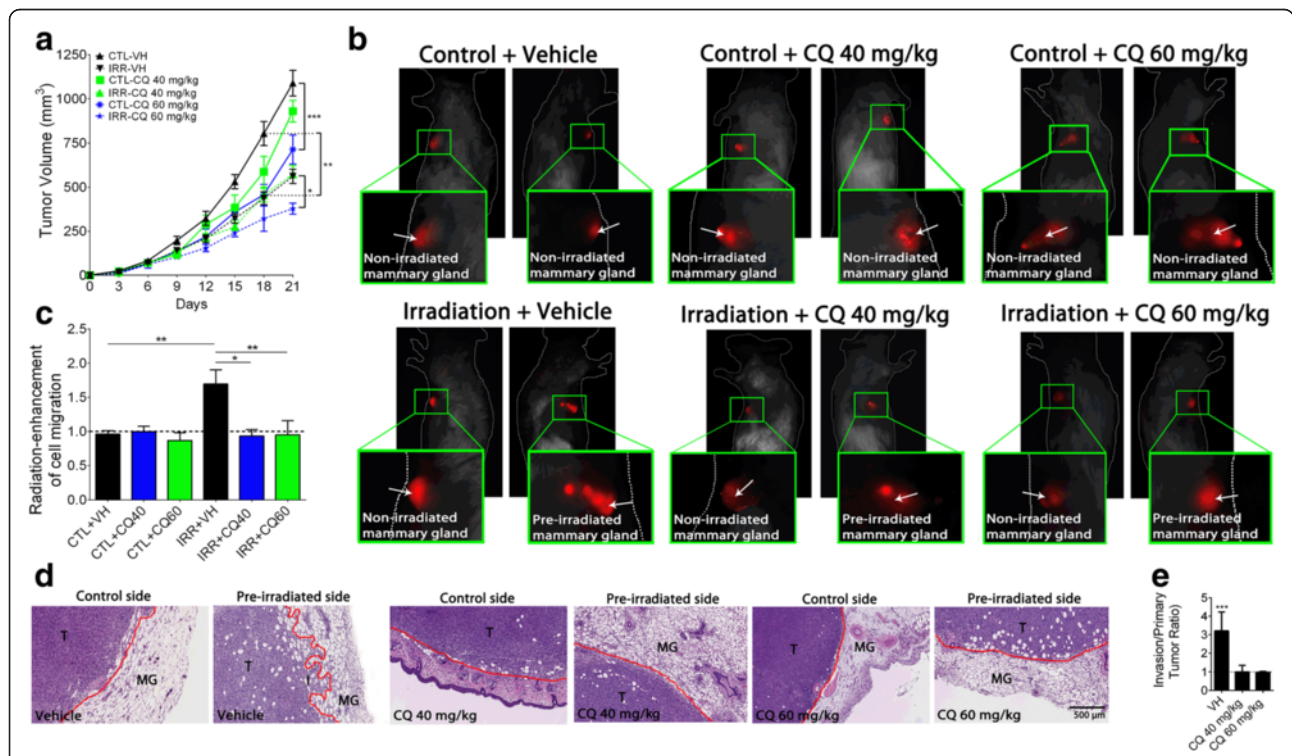 a
1250
1000
750
500
250
0
Tumor Volume (mm³)
CTL-VH
IRR-VH
CTL-CQ 40 mg/kg
IRR-CQ 40 mg/kg
CTL-CQ 60 mg/kg
IRR-CQ 60 mg/kg
***
**
*
0 3 6 9 12 15 18 21
Days
b
Control + Vehicle
Control + CQ 40 mg/kg
Control + CQ 60 mg/kg
Non-irradiated
mammary gland
Non-irradiated
mammary gland
Non-irradiated
mammary gland
Non-irradiated
mammary gland
Non-irradiated
mammary gland
Non-irradiated
mammary gland
Irradiation + Vehicle
Irradiation + CQ 40 mg/kg
Irradiation + CQ 60 mg/kg
Non-irradiated
mammary gland
Pre-irradiated
mammary gland
Non-irradiated
mammary gland
Pre-irradiated
mammary gland
Non-irradiated
mammary gland
Pre-irradiated
mammary gland
c
2.5
2.0
1.5
1.0
0.5
0.0
Radiation-enhancement
of cell migration
**
**
*
CTL+VH
CTL+CQ40
CTL+CQ60
IRR+VH
IRR+CQ40
IRR+CQ60
d
Control side
T
MG
Vehicle
Pre-irradiated side
T
I
MG
Vehicle
Control side
T
MG
CQ 40 mg/kg
Pre-irradiated side
MG
T
CQ 40 mg/kg
Control side
T
MG
CQ 60 mg/kg
Pre-irradiated side
T
MG
CQ 60 mg/kg
500 µm
e
5
4
3
2
1
0
Invasion/Primary
Tumor Ratio)
***
VH
CQ 40 mg/kg
CQ 60 mg/kg